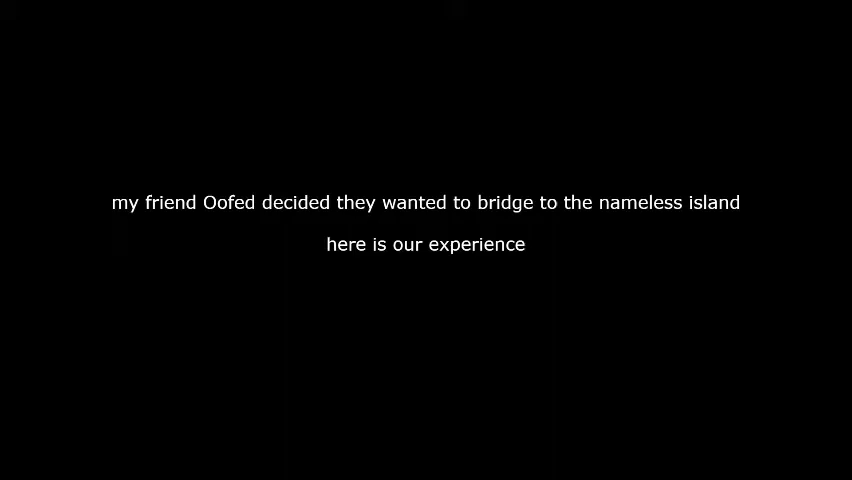 my friend Oofed decided they wanted to bridge to the nameless island
here is our experience